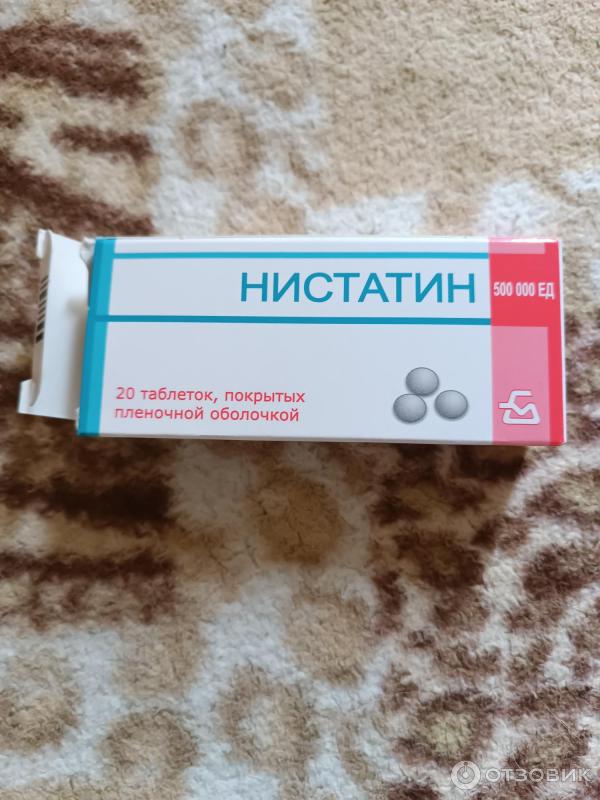 НИСТАТИН
500 000 ЕД
20 таблеток, покрытых
пленочной оболочкой
ОТЗОВИК